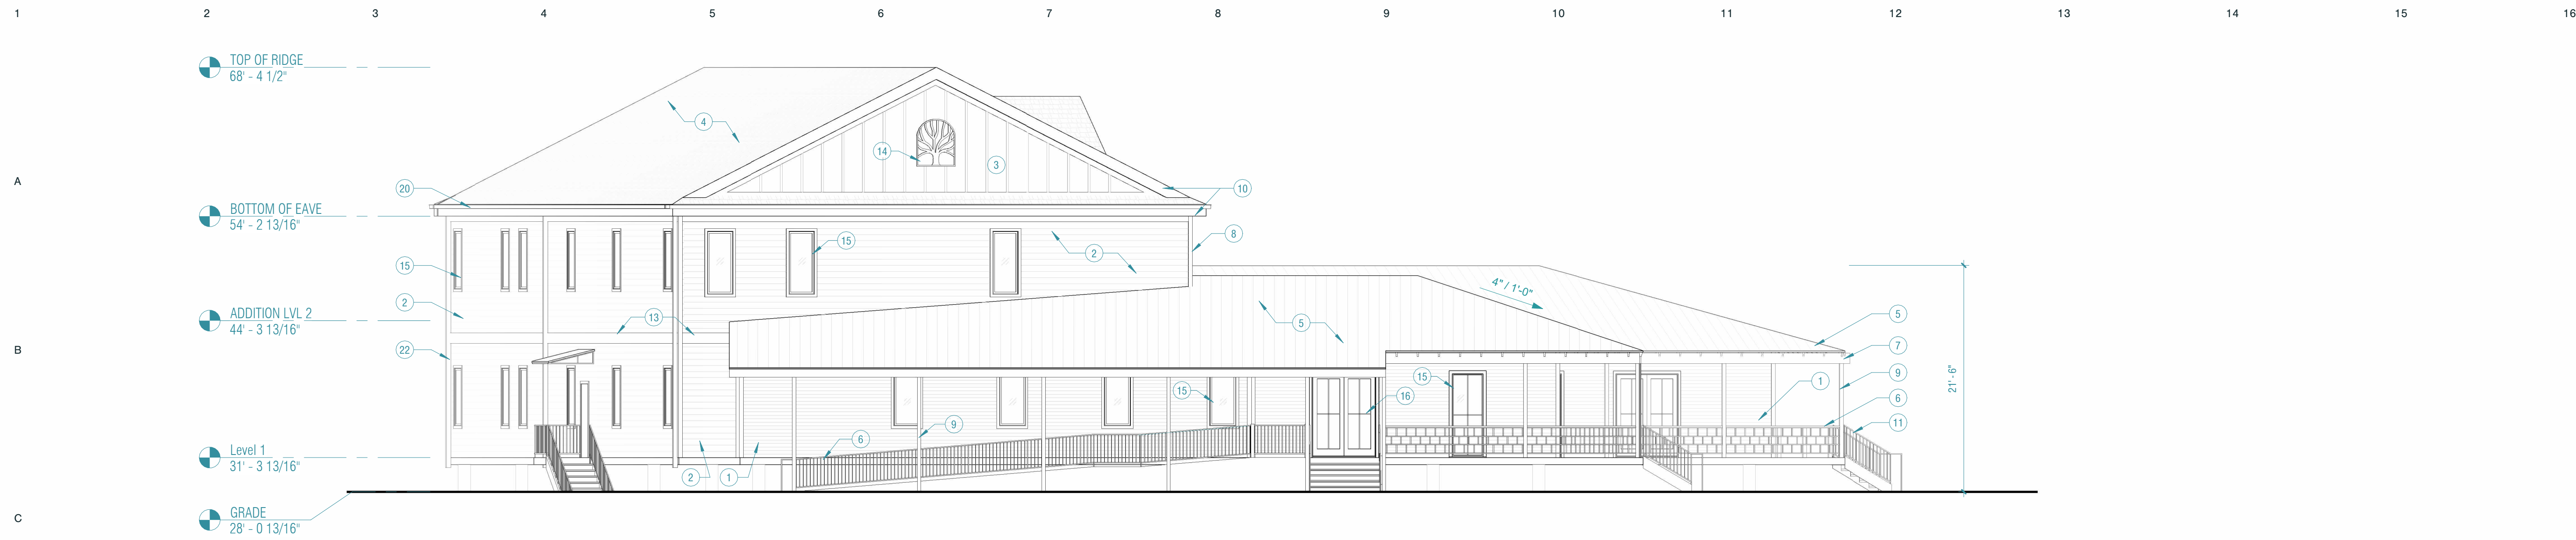 1 2 3 4 5 6 7 8 9 10 11 12 13 14 15 16
TOP OF RIDGE
68' - 4 1/2"
4
14
3
A
20
10
BOTTOM OF EAVE
54' - 2 13/16"
8
15
2
15
4" / 1'-0"
2
ADDITION LVL 2
44' - 3 13/16"
13
5
5
B
22
7
9
15
15
1
21' - 6"
16
6
9
11
6
Level 1
31' - 3 13/16"
2
1
GRADE
28' - 0 13/16"
C